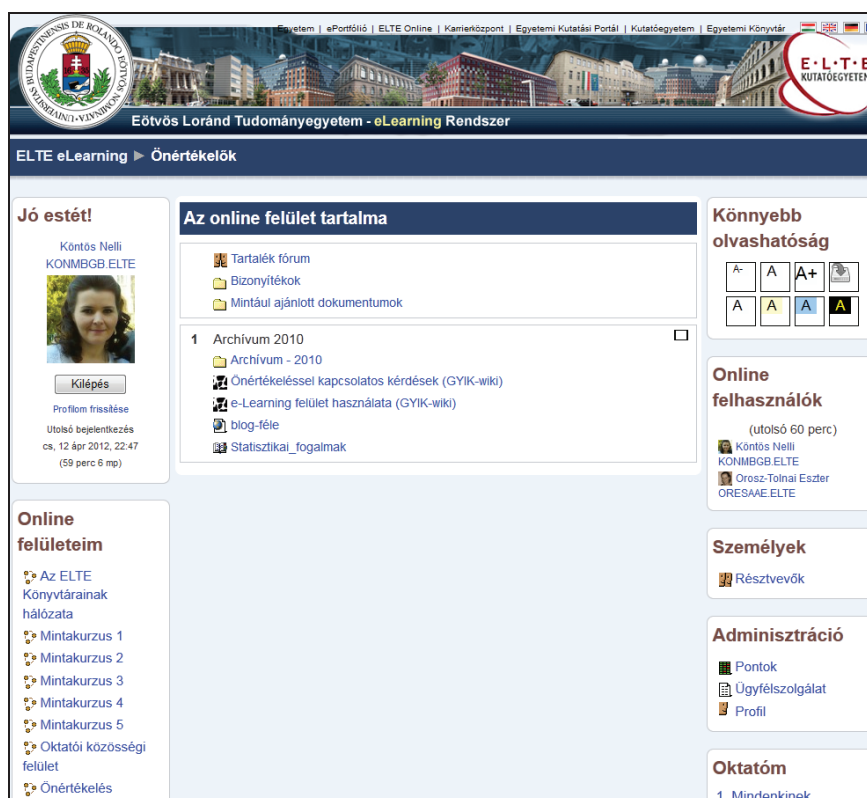 Egyetem | ePortfólió | ELTE Online | Karrierközpont | Egyetemi Kutatási Portál | Kutatóegyetem | Egyetemi Könyvtár
E·L·T·E
KUTATÓEGYETEM
Eötvös Loránd Tudományegyetem - eLearning Rendszer
ELTE eLearning ► Önértékelők
Jó estét!
Köntös Nelli
KONMBGB.ELTE
Kilépés
Profilom frissítése
Utolsó bejelentkezés
cs, 12 ápr 2012, 22:47
(59 perc 6 mp)
Online
felületeim
Az ELTE
Könyvtárainak
hálózata
Mintakurzus 1
Mintakurzus 2
Mintakurzus 3
Mintakurzus 4
Mintakurzus 5
Oktatói közösségi
felület
Önértékelés
Az online felület tartalma
Tartalék fórum
Bizonyítékok
Mintául ajánlott dokumentumok
1 Archívum 2010
Archívum - 2010
Önértékeléssel kapcsolatos kérdések (GYIK-wiki)
e-Learning felület használata (GYIK-wiki)
blog-féle
Statisztikai_fogalmak
Könnyebb
olvashatóság
A- A A+
A A A A
Online
felhasználók
(utolsó 60 perc)
Köntös Nelli
KONMBGB.ELTE
Orosz-Tolnai Eszter
ORESAAE.ELTE
Személyek
Résztvevők
Adminisztráció
Pontok
Ügyfélszolgálat
Profil
Oktatóm
1. Mindenkinek